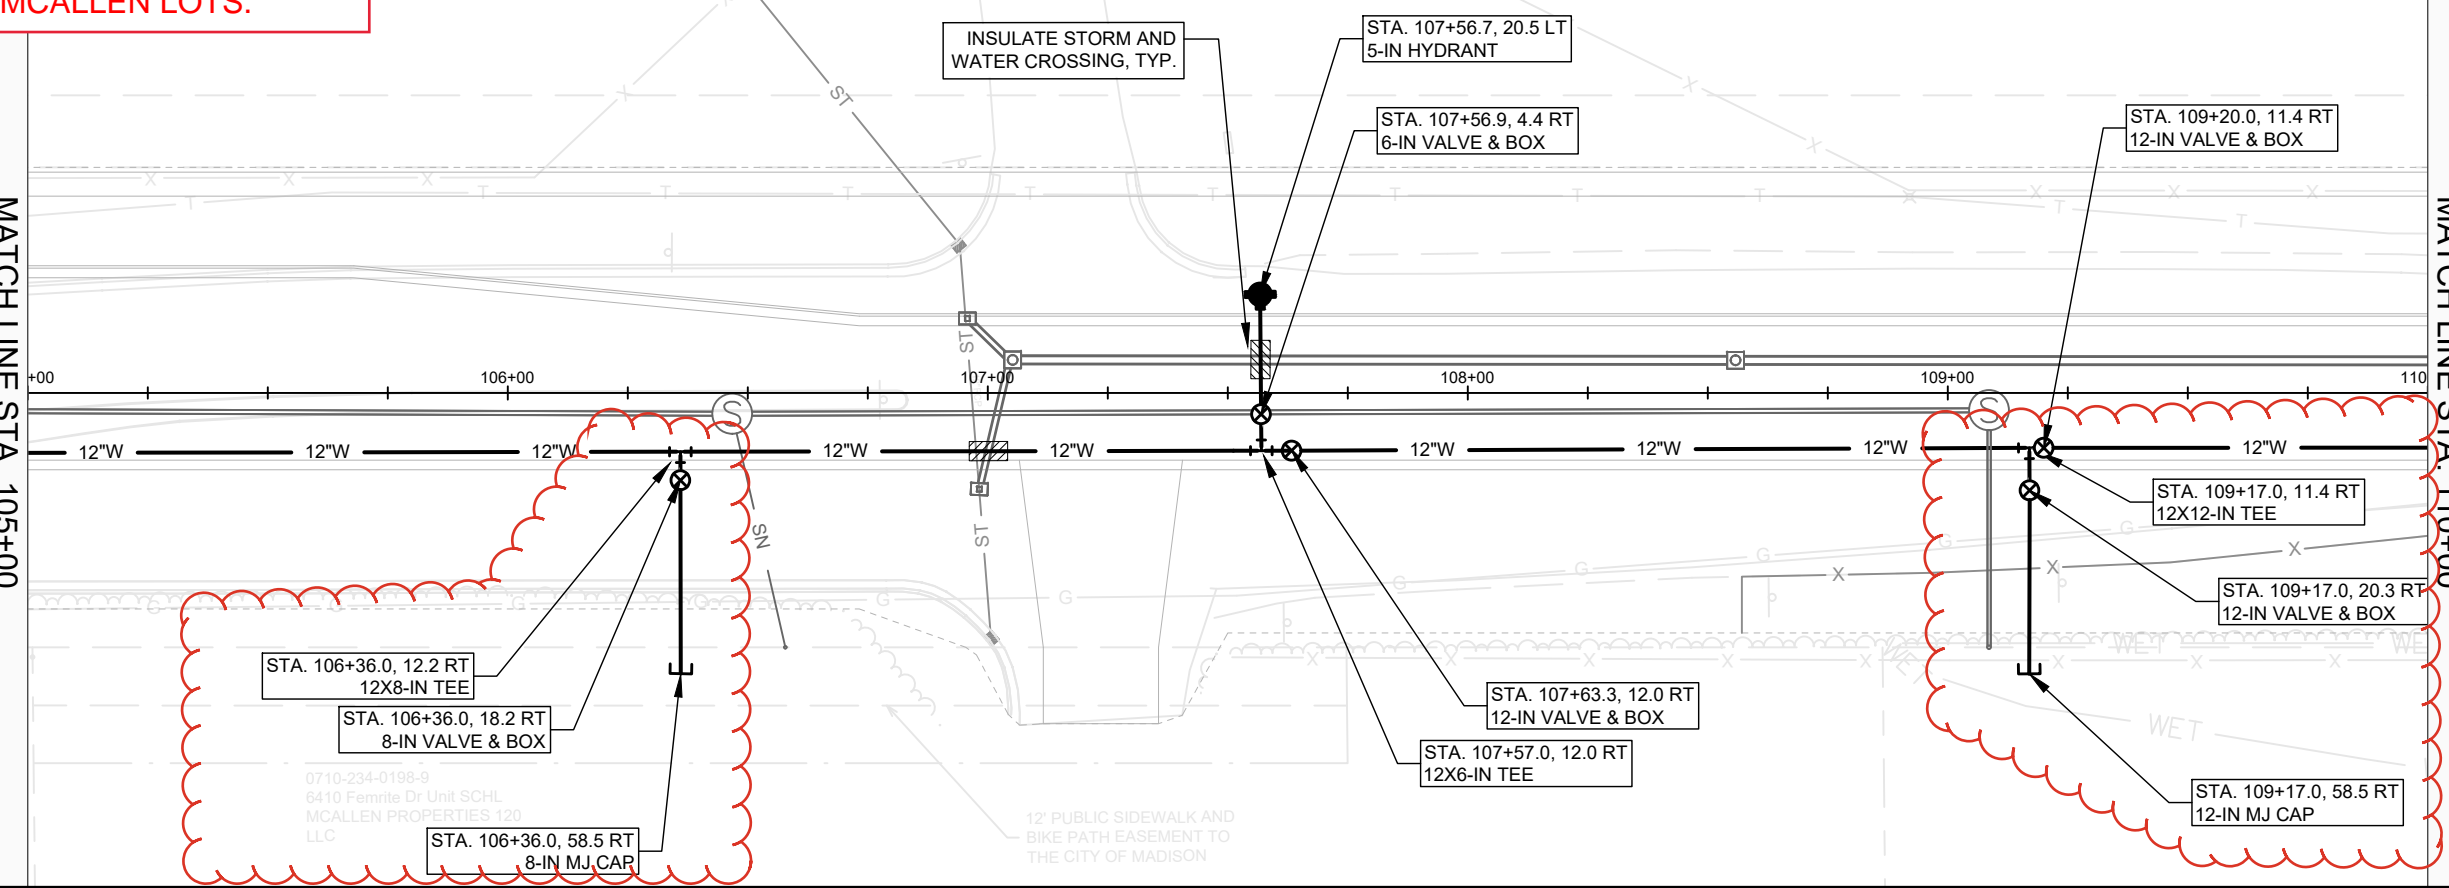 MCALLEN LOTS.
INSULATE STORM AND
WATER CROSSING, TYP.
STA. 107+56.7, 20.5 LT
5-IN HYDRANT
STA. 107+56.9, 4.4 RT
6-IN VALVE & BOX
STA. 109+20.0, 11.4 RT
12-IN VALVE & BOX
X
ST
X
X
X
X
X
X
X
X
X
X
T
T
T
T
T
T
T
T
T
T
T
T
MATCH LINE STA. 105+00
MATCH LINE STA. 110+00
ST
+00
106+00
107+00
108+00
109+00
110
S
S
12"W
12"W
12"W
12"W
12"W
12"W
12"W
12"W
12"W
SN
ST
STA. 109+17.0, 11.4 RT
12X12-IN TEE
G
G
G
G
G
X
X
X
STA. 109+17.0, 20.3 RT
12-IN VALVE & BOX
G
G
G
G
G
G
X
X
X
X
X
X
X
X
WET
WET
WE
STA. 106+36.0, 12.2 RT
12X8-IN TEE
STA. 106+36.0, 18.2 RT
8-IN VALVE & BOX
STA. 107+63.3, 12.0 RT
12-IN VALVE & BOX
STA. 107+57.0, 12.0 RT
12X6-IN TEE
WET
0710-234-0198-9
6410 Femrite Dr Unit SCHL
MCALLEN PROPERTIES 120
LLC
STA. 106+36.0, 58.5 RT
8-IN MJ CAP
12' PUBLIC SIDEWALK AND
BIKE PATH EASEMENT TO
THE CITY OF MADISON
STA. 109+17.0, 58.5 RT
12-IN MJ CAP